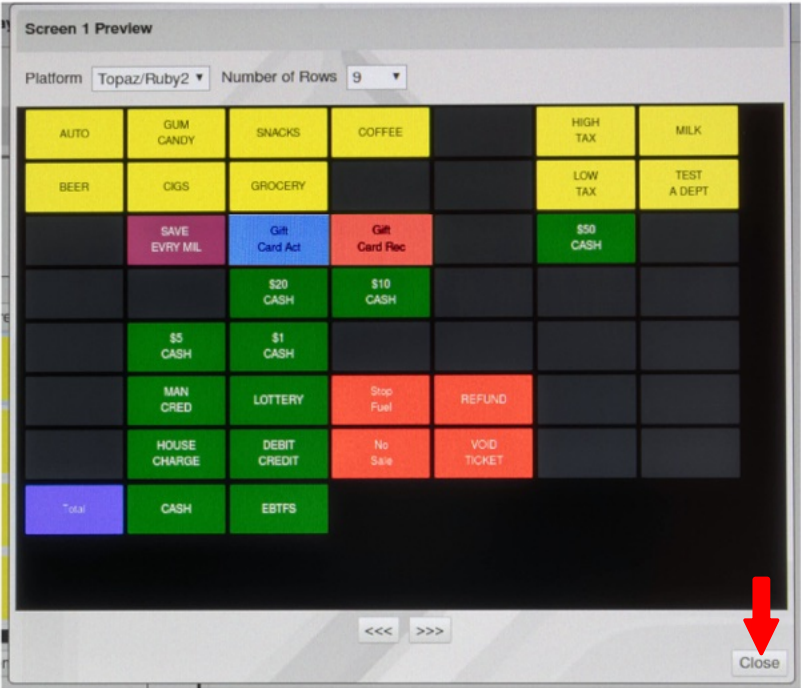 Screen 1 Preview
Platform Topaz/Ruby2 Number of Rows 9
AUTO
GUM
CANDY
SNACKS
COFFEE
HIGH
TAX
MILK
BEER
CIGS
GROCERY
LOW
TAX
TEST
A DEPT
SAVE
EVRY MIL
Gift
Card Act
Gift
Card Rec
$50
CASH
$20
CASH
$10
CASH
$5
CASH
$1
CASH
MAN
CRED
LOTTERY
Stop
Fuel
REFUND
HOUSE
CHARGE
DEBIT
CREDIT
No
Sale
VOID
TICKET
Total
CASH
EBTFS
<<< >>>
Close